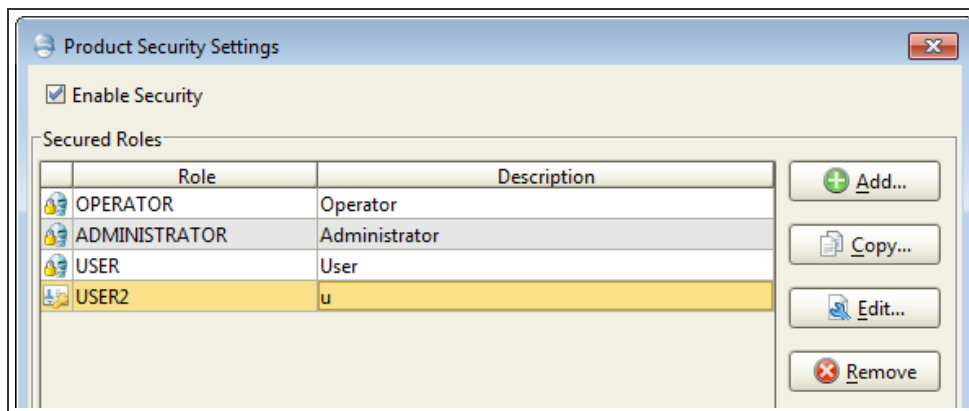 Product Security Settings
Enable Security
Secured Roles
Role Description
OPERATOR Operator
ADMINISTRATOR Administrator
USER User
USER2 u
Add...
Copy...
Edit...
Remove